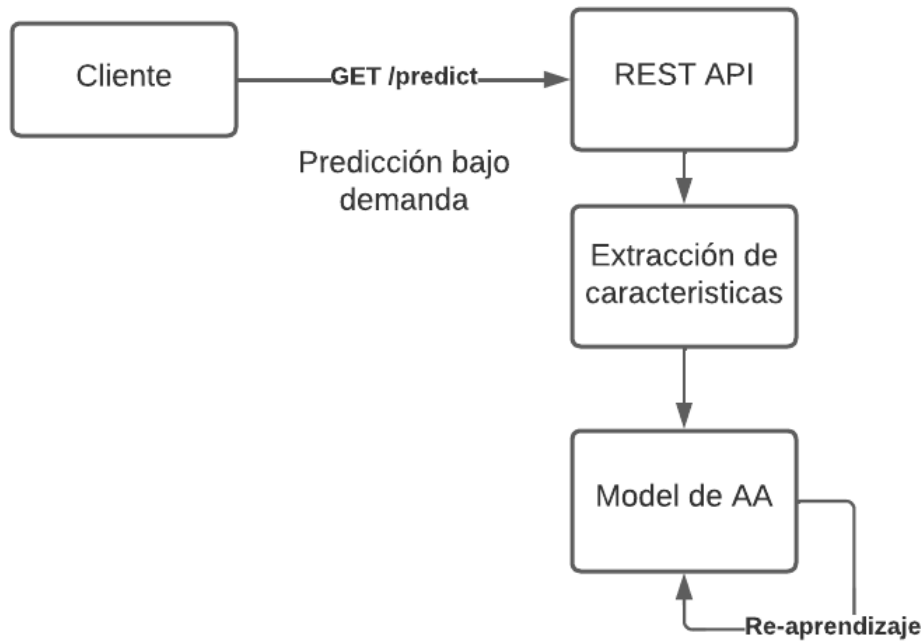 Cliente
GET /predict
REST API
Predicción bajo
demanda
Extracción de
caracteristicas
Model de AA
Re-aprendizaje